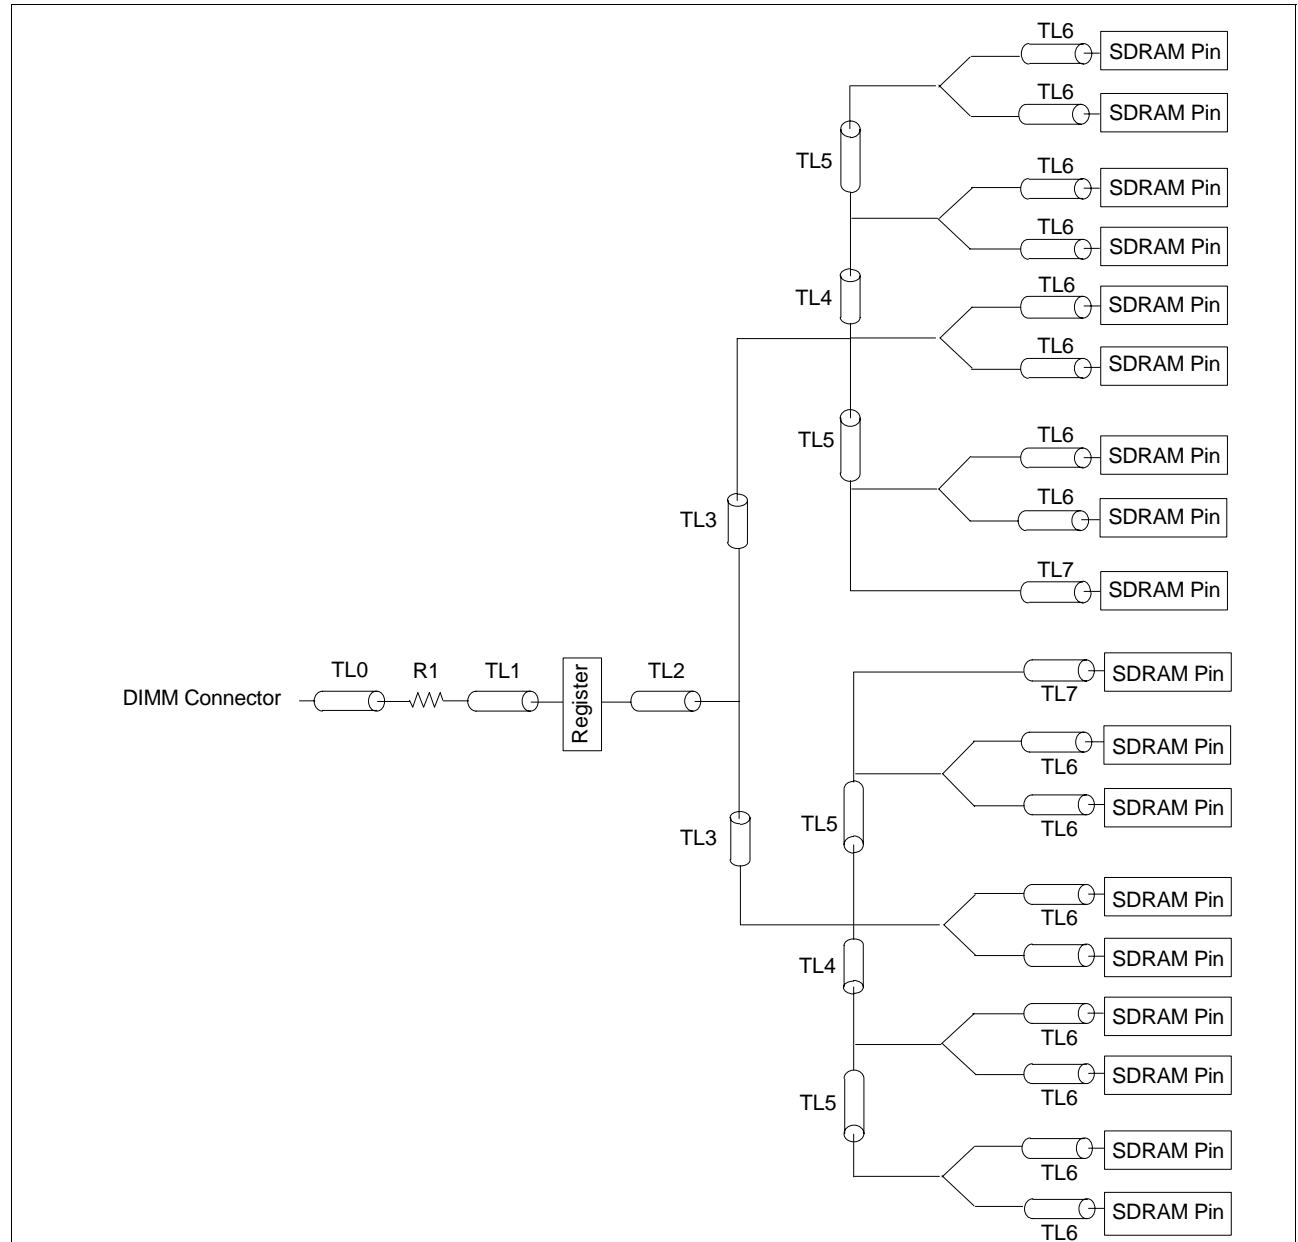 TL6
SDRAM Pin
TL6
SDRAM Pin
TL5
TL6
SDRAM Pin
TL6
SDRAM Pin
TL4
TL6
SDRAM Pin
TL6
SDRAM Pin
TL5
TL6
SDRAM Pin
TL6
SDRAM Pin
TL3
TL7
SDRAM Pin
DIMM Connector
TL0
R1
TL1
Register
TL2
SDRAM Pin
TL7
SDRAM Pin
TL6
SDRAM Pin
TL6
TL5
TL3
SDRAM Pin
TL6
SDRAM Pin
TL4
SDRAM Pin
TL6
SDRAM Pin
TL6
TL5
SDRAM Pin
TL6
SDRAM Pin
TL6